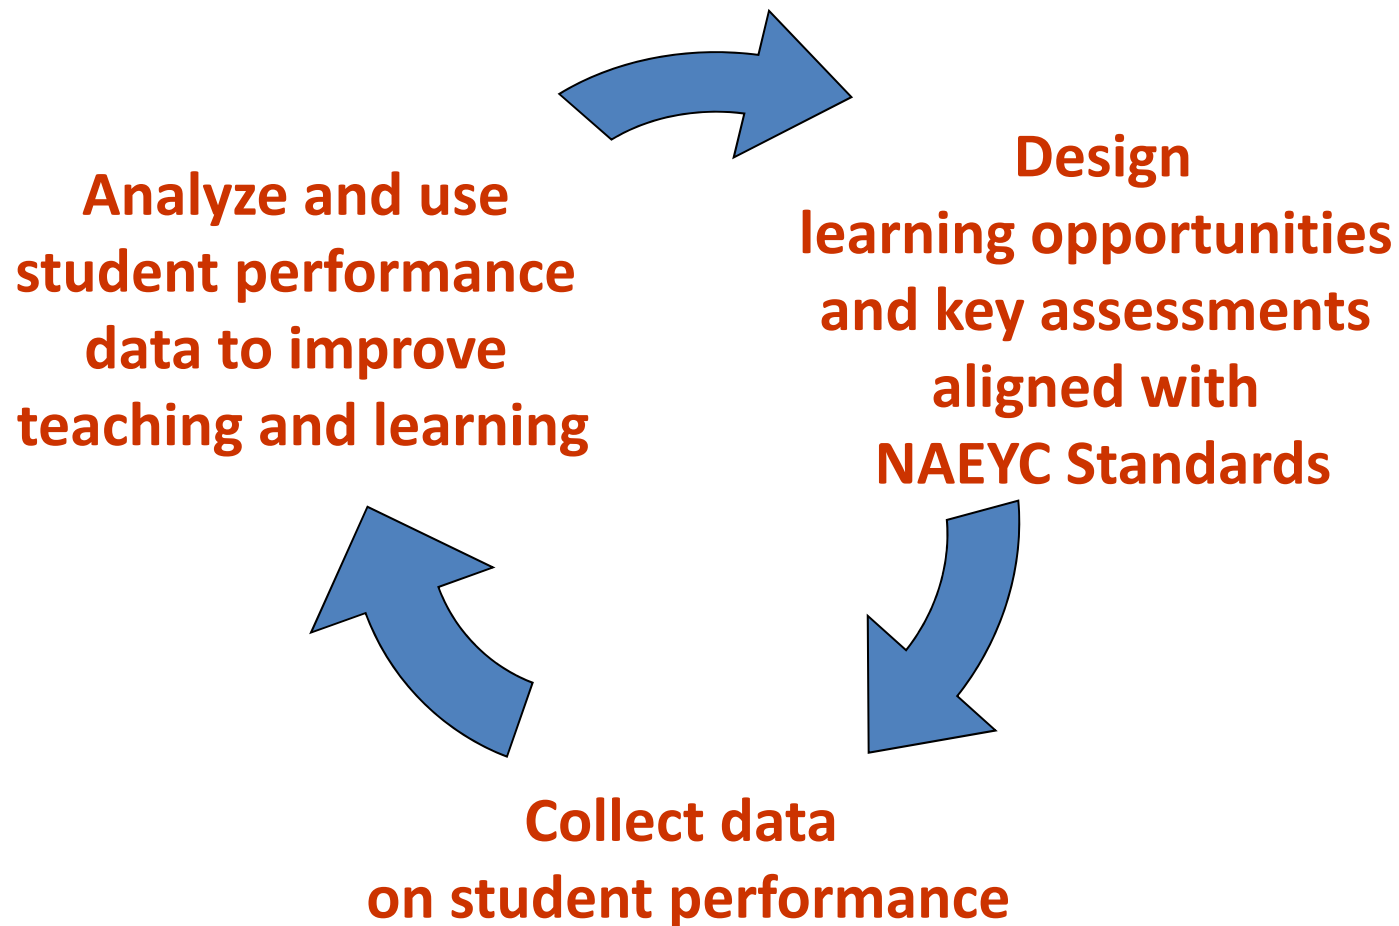 Analyze and use
student performance
data to improve
teaching and learning
Design
learning opportunities
and key assessments
aligned with
NAEYC Standards
Collect data
on student performance